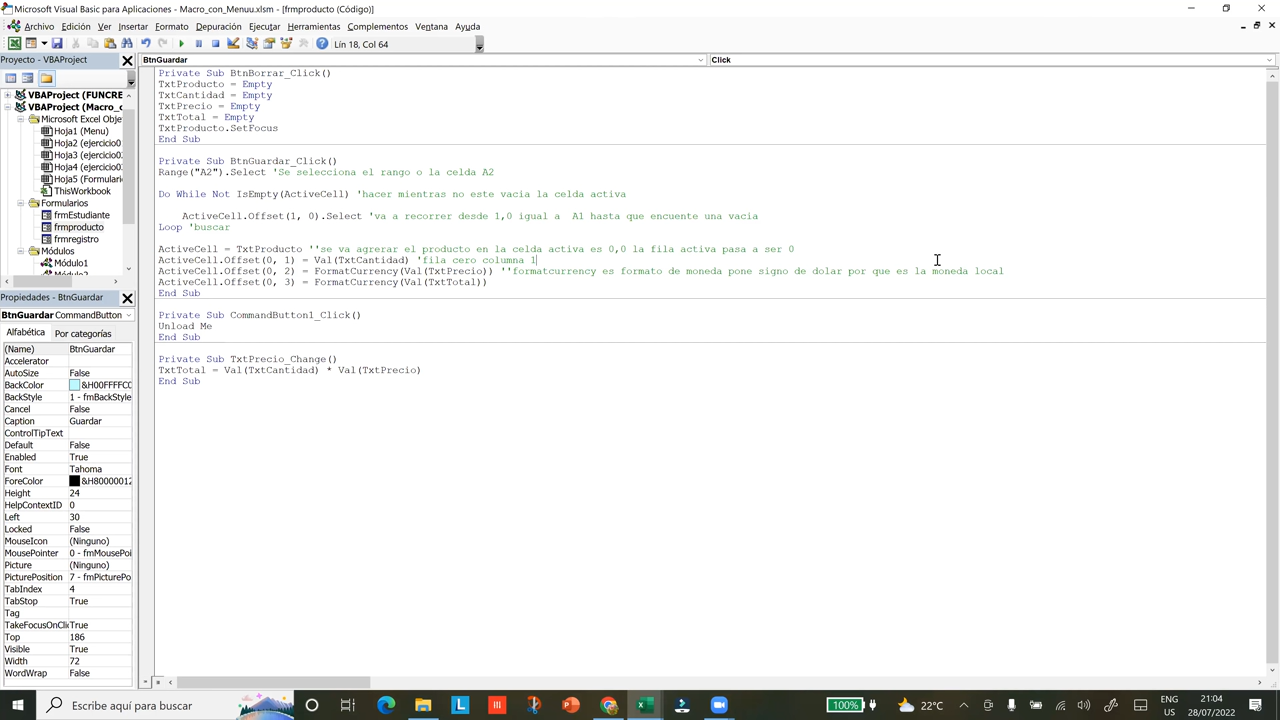 Microsoft Visual Basic para Aplicaciones - Macro_con_Menuu.xlsm - [frmproducto (Código)]
Archivo Edición Ver Insertar Formato Depuración Ejecutar Herramientas Complementos Ventana Ayuda
Lín 18, Col 64
Proyecto - VBAProject
VBAProject (FUNCRE
VBAProject (Macro_c
Microsoft Excel Obje
Hoja1 (Menu)
Hoja2 (ejercicio0
Hoja3 (ejercicio0
Hoja4 (ejercicio0
Hoja5 (Formulari
ThisWorkbook
Formularios
frmEstudiante
frmproducto
frmregistro
Módulos
Módulo1
Propiedades - BtnGuardar
BtnGuardar CommandButton
Alfabética Por categorías
(Name) BtnGuardar
Accelerator
AutoSize False
BackColor &H00FFFFC0
BackStyle 1 - fmBackStyle
Cancel False
Caption Guardar
ControlTipText
Default False
Enabled True
Font Tahoma
ForeColor &H80000012
Height 24
HelpContextID 0
Left 30
Locked False
MouseIcon (Ninguno)
MousePointer 0 - fmMousePoi
Picture (Ninguno)
PicturePosition 7 - fmPicturePo
TabIndex 4
TabStop True
Tag
TakeFocusOnClic True
Top 186
Visible True
Width 72
WordWrap False
BtnGuardar Click
Private Sub BtnBorrar_Click()
TxtProducto = Empty
TxtCantidad = Empty
TxtPrecio = Empty
TxtTotal = Empty
TxtProducto.SetFocus
End Sub
Private Sub BtnGuardar_Click()
Range("A2").Select 'Se selecciona el rango o la celda A2
Do While Not IsEmpty(ActiveCell) 'hacer mientras no este vacia la celda activa
ActiveCell.Offset(1, 0).Select 'va a recorrer desde 1,0 igual a  A1 hasta que encuente una vacia
Loop 'buscar
ActiveCell = TxtProducto ''se va agrerar el producto en la celda activa es 0,0 la fila activa pasa a ser 0
ActiveCell.Offset(0, 1) = Val(TxtCantidad) 'fila cero columna 1
ActiveCell.Offset(0, 2) = FormatCurrency(Val(TxtPrecio)) ''formatcurrency es formato de moneda pone signo de dolar por que es la moneda local
ActiveCell.Offset(0, 3) = FormatCurrency(Val(TxtTotal))
End Sub
Private Sub CommandButton1_Click()
Unload Me
End Sub
Private Sub TxtPrecio_Change()
TxtTotal = Val(TxtCantidad) * Val(TxtPrecio)
End Sub
Escribe aquí para buscar
100%
22°C
ENG
US
21:04
28/07/2022